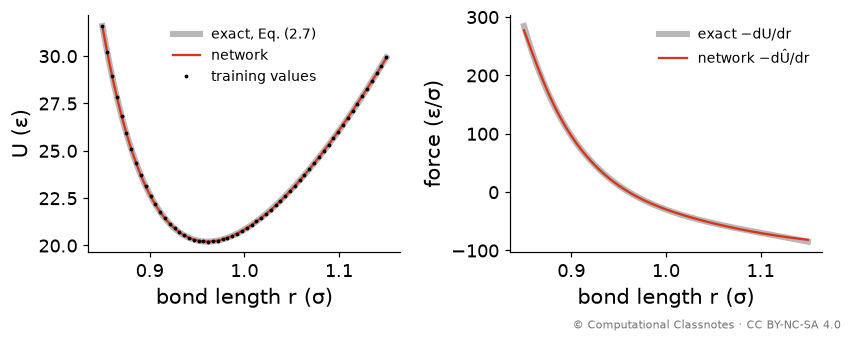 exact, Eq. (2.7)
network
training values
U (ε)
30.0
27.5
25.0
22.5
20.0
0.9
1.0
1.1
bond length r (σ)
exact −dU/dr
network −dÛ/dr
force (ε/σ)
300
200
100
0
−100
0.9
1.0
1.1
bond length r (σ)
© Computational Classnotes · CC BY-NC-SA 4.0